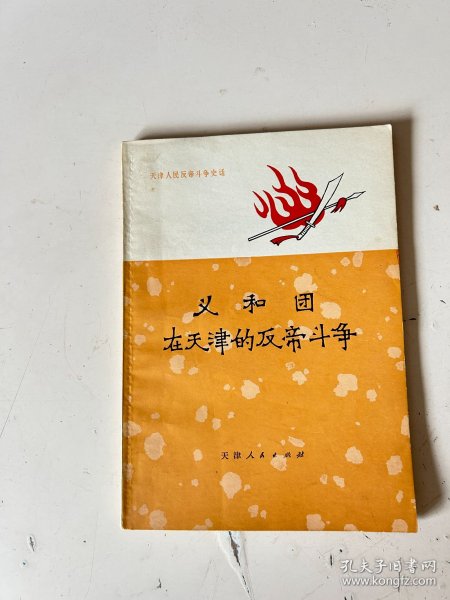 天津人民反帝斗争史话
义和团
在天津的反帝斗争
天津人民出版社
孔夫子旧书网
www.kongfz.com